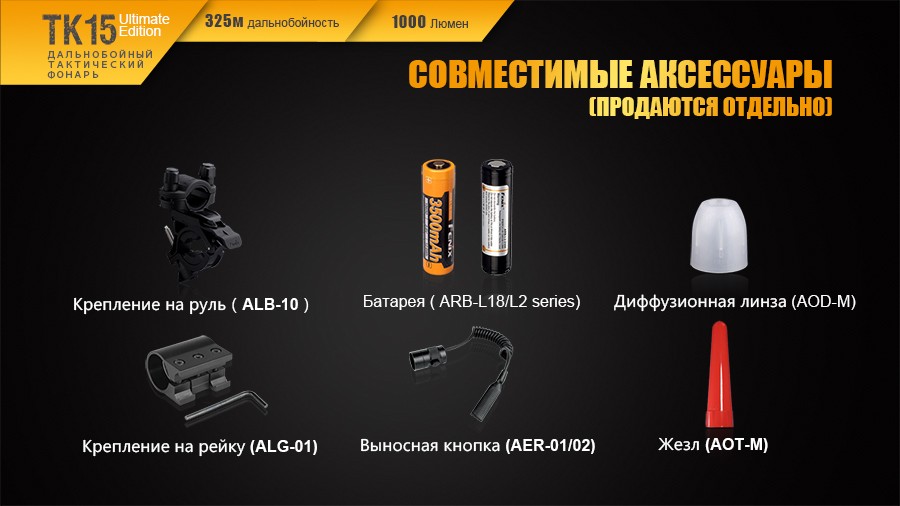 TK15 Ultimate Edition
ДАЛЬНОБОЙНЫЙ
ТАКТИЧЕСКИЙ
ФОНАРЬ
325м дальнобойность
1000 Люмен
СОВМЕСТИМЫЕ АКСЕССУАРЫ
(ПРОДАЮТСЯ ОТДЕЛЬНО)
3500mAh
FENIX
Крепление на руль ( ALB-10 )
Батарея ( ARB-L18/L2 series)
Диффузионная линза (AOD-M)
Крепление на рейку (ALG-01)
Выносная кнопка (AER-01/02)
Жезл (AOT-M)